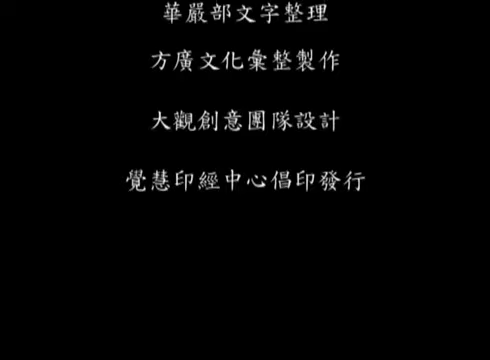 華嚴部文字整理
方廣文化彙整製作
大觀創意團隊設計
覺慧印經中心倡印發行